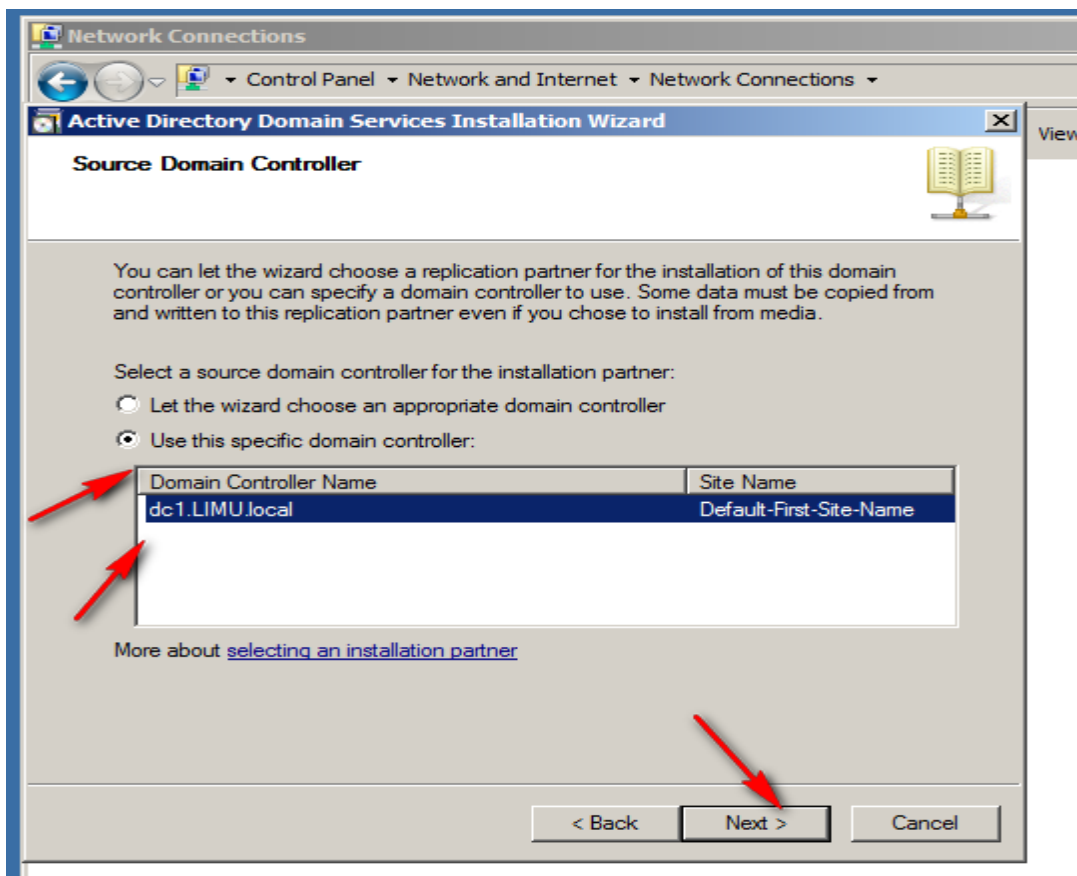 Network Connections
Control Panel Network and Internet Network Connections
Active Directory Domain Services Installation Wizard
View
Source Domain Controller
You can let the wizard choose a replication partner for the installation of this domain
controller or you can specify a domain controller to use. Some data must be copied from
and written to this replication partner even if you chose to install from media.
Select a source domain controller for the installation partner:
Let the wizard choose an appropriate domain controller
Use this specific domain controller:
Domain Controller Name Site Name
dc1.LIMU.local Default-First-Site-Name
More about selecting an installation partner
< Back Next > Cancel